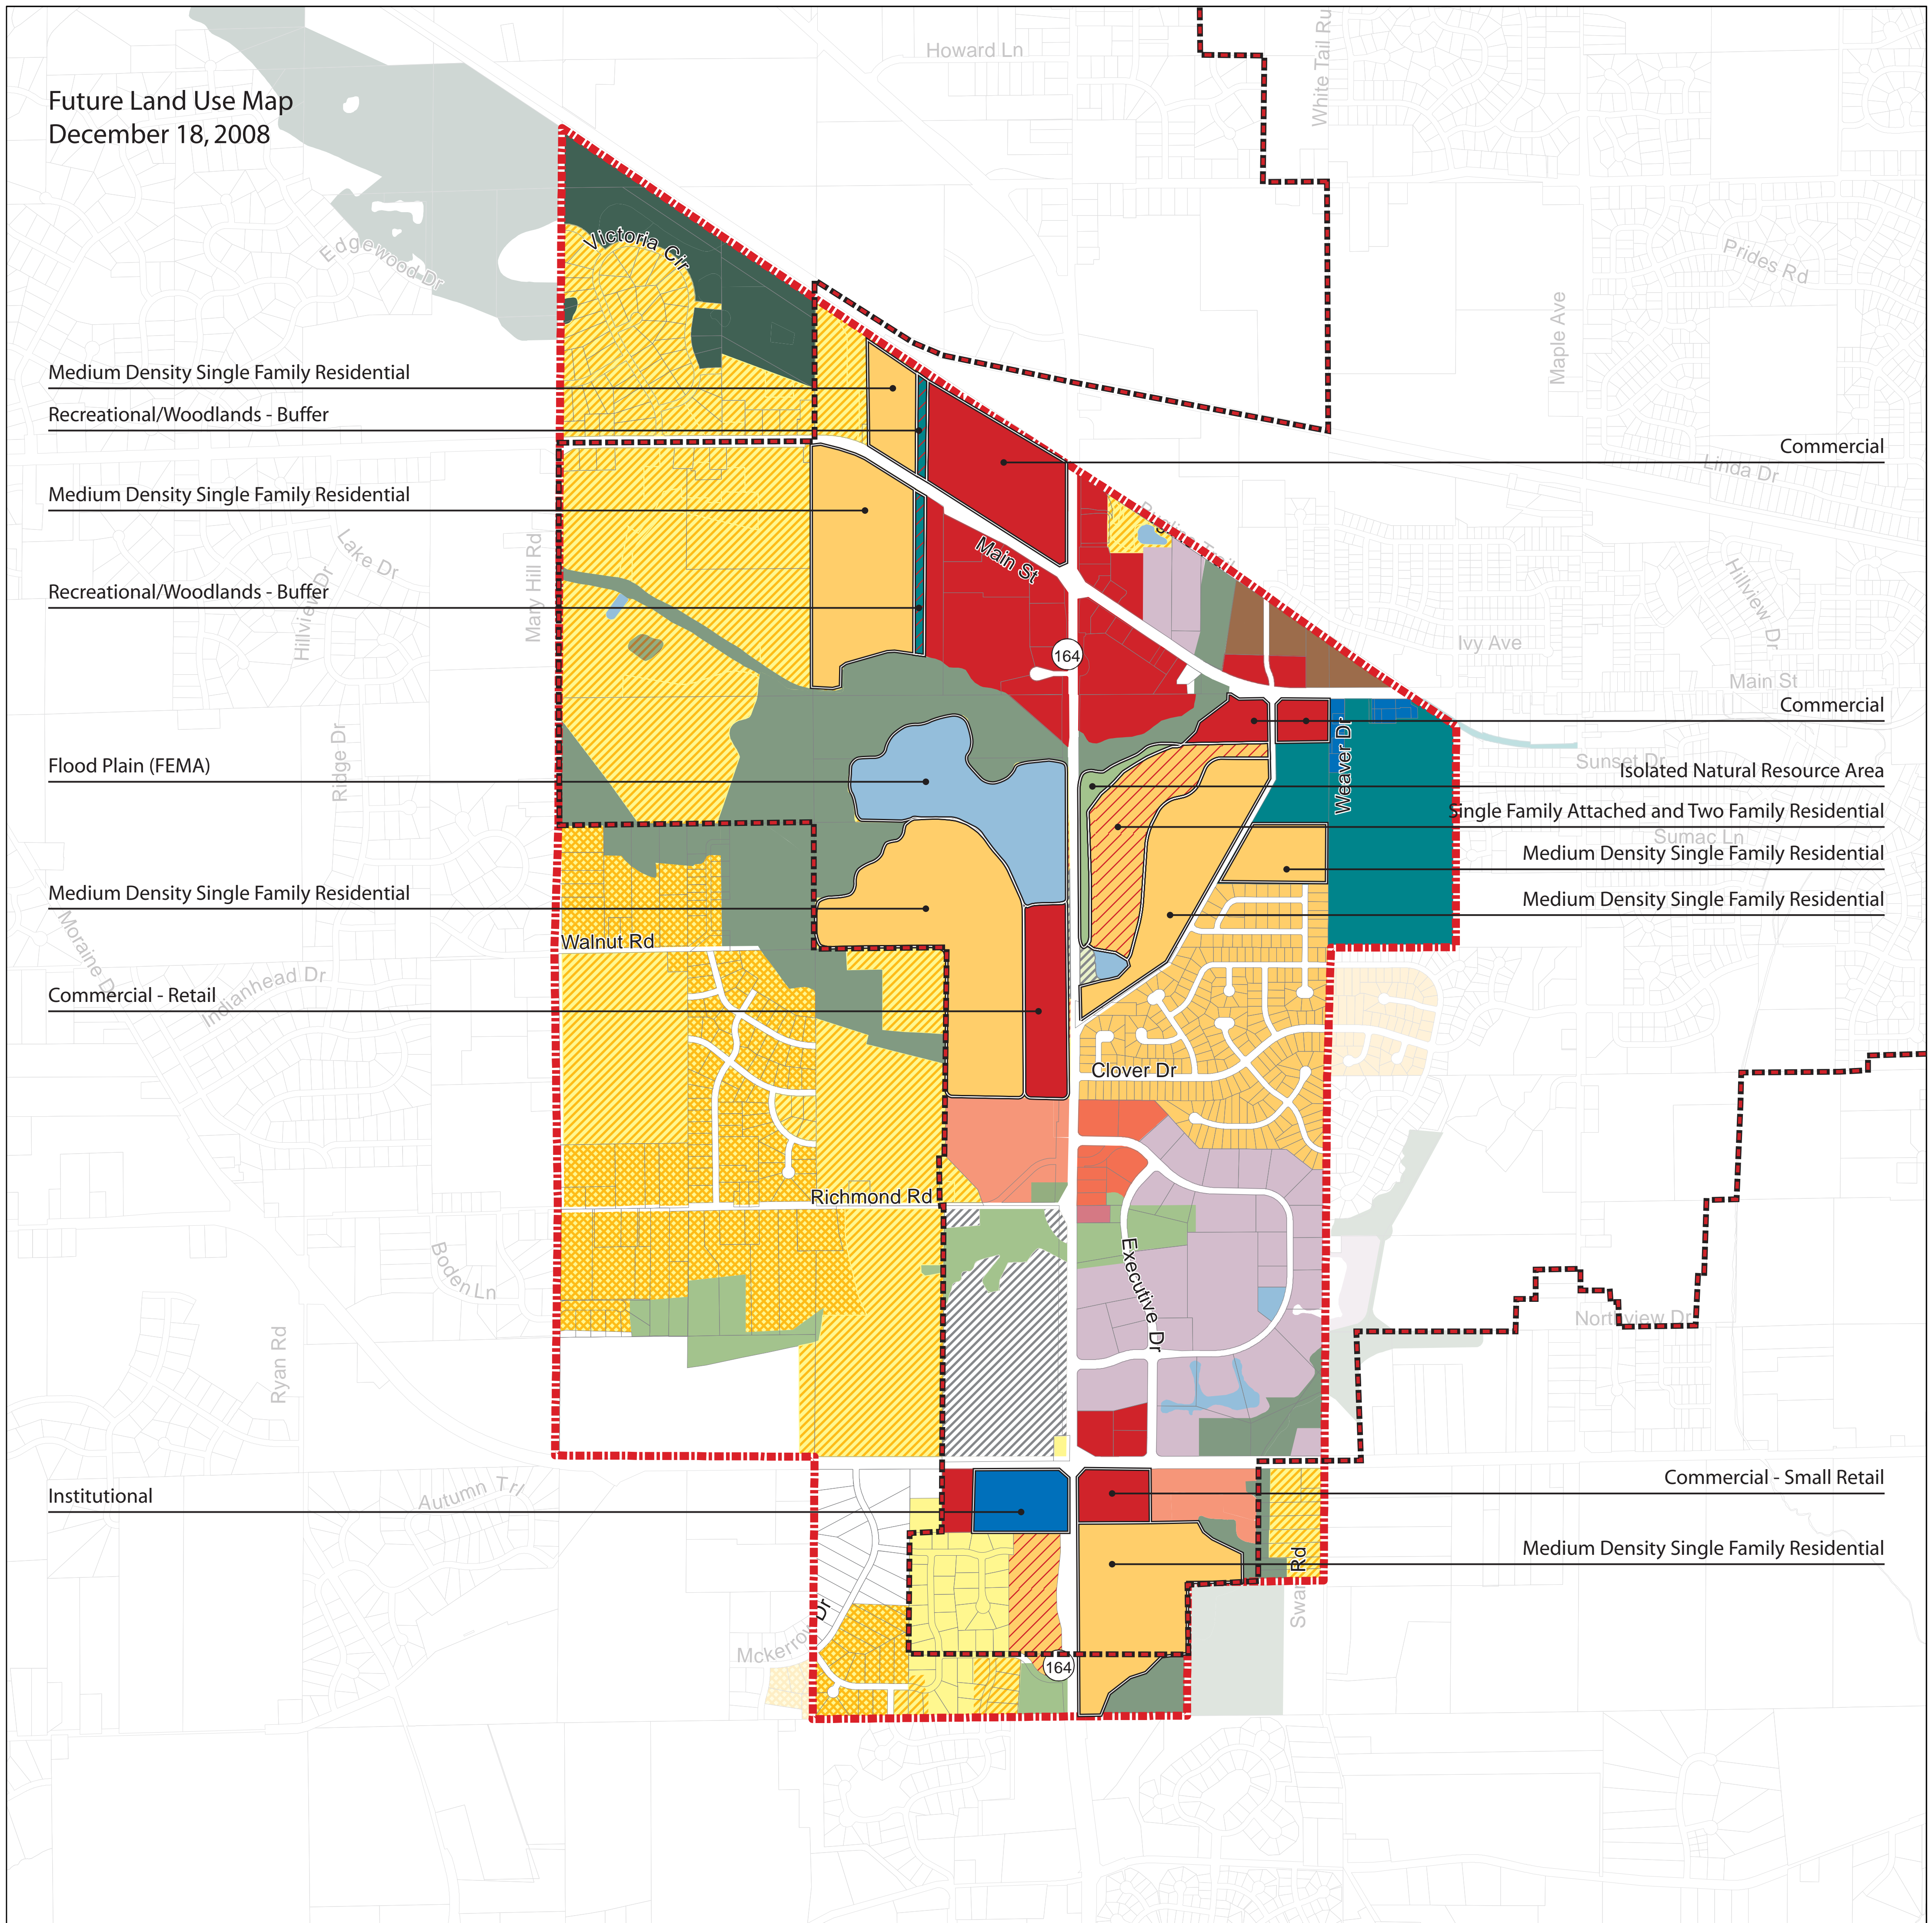 Future Land Use Map
December 18, 2008
Howard Ln
White Tail Ru
Edgewood Dr
Victoria Cir
Prides Rd
Maple Ave
Medium Density Single Family Residential
Recreational/Woodlands - Buffer
Commercial
Linda Dr
Medium Density Single Family Residential
Main St
Lake Dr
Mary Hill Rd
Hillview Dr
Hillview Dr
Recreational/Woodlands - Buffer
Ivy Ave
164
Main St
Commercial
Ridge Dr
Weaver Dr
Flood Plain (FEMA)
Sunset Dr
Isolated Natural Resource Area
Single Family Attached and Two Family Residential
Sumac Ln
Medium Density Single Family Residential
Medium Density Single Family Residential
Medium Density Single Family Residential
Moraine D
Walnut Rd
Indianhead Dr
Commercial - Retail
Clover Dr
Richmond Rd
Boden Ln
Executive Dr
Northview Dr
Ryan Rd
Autumn Trl
Commercial - Small Retail
Institutional
Medium Density Single Family Residential
Swan
Rd
Mckerrow
Dr
164